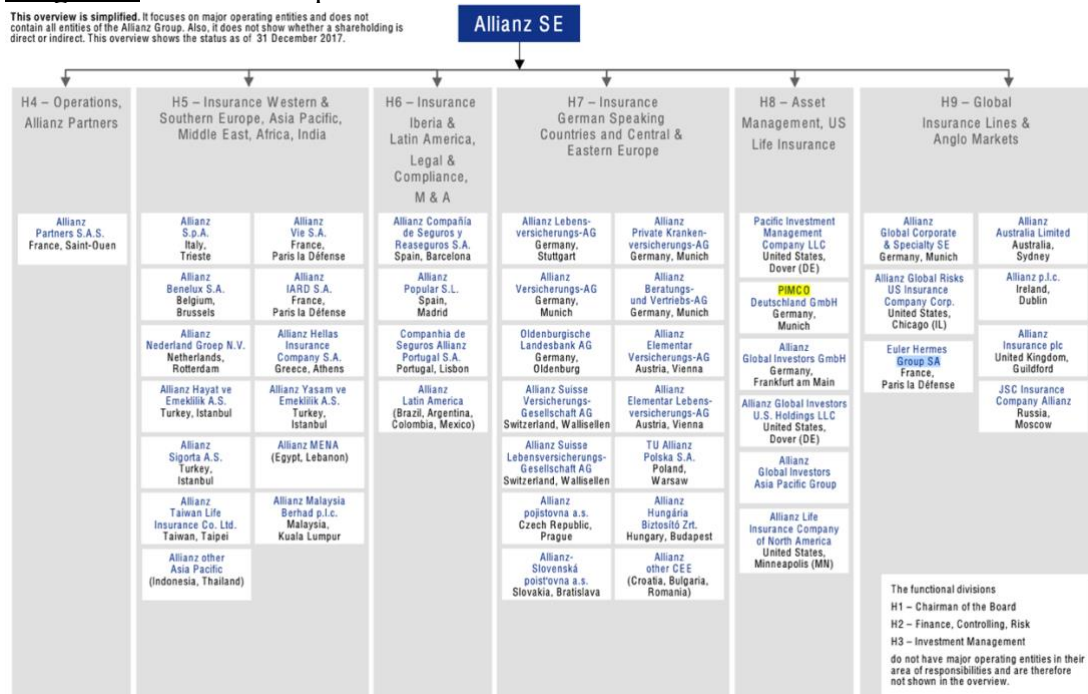 This overview is simplified. It focuses on major operating entities and does not
contain all entities of the Allianz Group. Also, it does not show whether a shareholding is
direct or indirect. This overview shows the status as of 31 December 2017.
Allianz SE
H4 – Operations,
Allianz Partners
H5 – Insurance Western &
Southern Europe, Asia Pacific,
Middle East, Africa, India
H6 – Insurance
Iberia &
Latin America,
Legal &
Compliance,
M & A
H7 – Insurance
German Speaking
Countries and Central &
Eastern Europe
H8 – Asset
Management, US
Life Insurance
H9 – Global
Insurance Lines &
Anglo Markets
Allianz
Partners S.A.S.
France, Saint-Ouen
Allianz
S.p.A.
Italy,
Trieste
Allianz
Benelux S.A.
Belgium,
Brussels
Allianz
Nederland Groep N.V.
Netherlands,
Rotterdam
Allianz Hayat ve
Emeklilik A.S.
Turkey, Istanbul
Allianz
Sigorta A.S.
Turkey,
Istanbul
Allianz
Taiwan Life
Insurance Co. Ltd.
Taiwan, Taipei
Allianz other
Asia Pacific
(Indonesia, Thailand)
Allianz
Vie S.A.
France,
Paris la Défense
Allianz
IARD S.A.
France,
Paris la Défense
Allianz Hellas
Insurance
Company S.A.
Greece, Athens
Allianz Yasam ve
Emeklilik A.S.
Turkey,
Istanbul
Allianz MENA
(Egypt, Lebanon)
Allianz Malaysia
Berhad p.l.c.
Malaysia,
Kuala Lumpur
Allianz Compañía
de Seguros y
Reaseguros S.A.
Spain, Barcelona
Allianz
Popular S.L.
Spain,
Madrid
Companhia de
Seguros Allianz
Portugal S.A.
Portugal, Lisbon
Allianz
Latin America
(Brazil, Argentina,
Colombia, Mexico)
Allianz Lebens-
versicherungs-AG
Germany,
Stuttgart
Allianz
Versicherungs-AG
Germany,
Munich
Oldenburgische
Landesbank AG
Germany,
Oldenburg
Allianz Suisse
Versicherungs-
Gesellschaft AG
Switzerland, Wallisellen
Allianz Suisse
Lebensversicherungs-
Gesellschaft AG
Switzerland, Wallisellen
Allianz
pojistovna a.s.
Czech Republic,
Prague
Allianz-
Slovenská
poist'ovna a.s.
Slovakia, Bratislava
Allianz
Private Kranken-
versicherungs-AG
Germany, Munich
Allianz
Beratungs-
und Vertriebs-AG
Germany, Munich
Allianz
Elementar
Versicherungs-AG
Austria, Vienna
Allianz
Elementar Lebens-
versicherungs-AG
Austria, Vienna
TU Allianz
Polska S.A.
Poland,
Warsaw
Allianz
Hungária
Biztosító Zrt.
Hungary, Budapest
Allianz
other CEE
(Croatia, Bulgaria,
Romania)
Pacific Investment
Management
Company LLC
United States,
Dover (DE)
PIMCO
Deutschland GmbH
Germany,
Munich
Allianz
Global Investors GmbH
Germany,
Frankfurt am Main
Allianz Global Investors
U.S. Holdings LLC
United States,
Dover (DE)
Allianz
Global Investors
Asia Pacific Group
Allianz Life
Insurance Company
of North America
United States,
Minneapolis (MN)
Allianz
Global Corporate
& Specialty SE
Germany, Munich
Allianz Global Risks
US Insurance
Company Corp.
United States,
Chicago (IL)
Euler Hermes
Group SA
France,
Paris la Défense
Allianz
Australia Limited
Australia,
Sydney
Allianz p.l.c.
Ireland,
Dublin
Allianz
Insurance plc
United Kingdom,
Guildford
JSC Insurance
Company Allianz
Russia,
Moscow
The functional divisions
H1 – Chairman of the Board
H2 – Finance, Controlling, Risk
H3 – Investment Management
do not have major operating entities in their
area of responsibilities and are therefore
not shown in the overview.